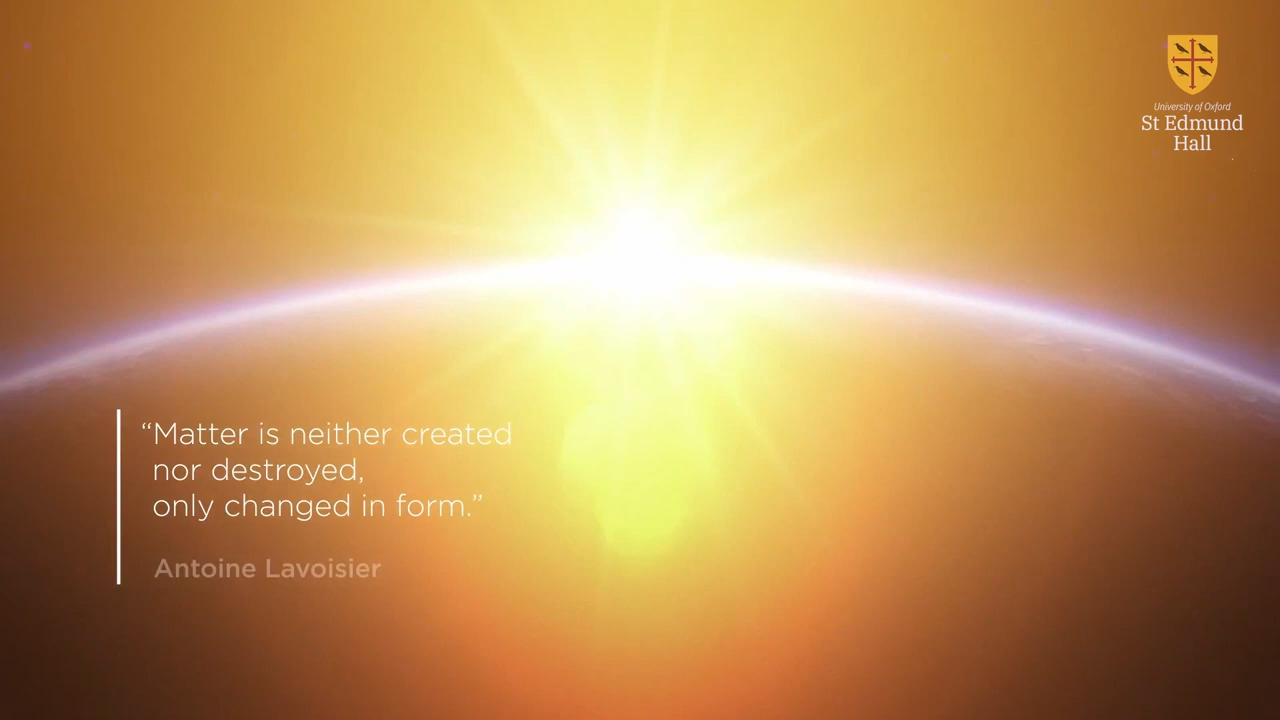 University of Oxford
St Edmund
Hall
“Matter is neither created
nor destroyed,
only changed in form.”
Antoine Lavoisier